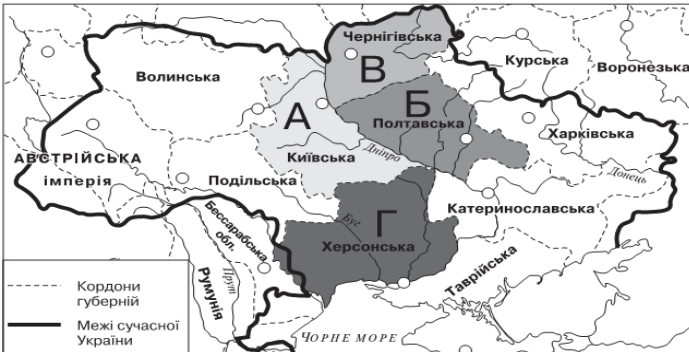 Чернігівська
В
Курська
Воронезька
Волинська
А
Б
Полтавська
Харківська
АВСТРІЙСЬКА
імперія
Київська
Дніпро
Донець
Подільська
Бессарабська
обл.
Буг
Г
Херсонська
Катеринославська
Румунія
Прут
Таврійська
Кордони
губерній
Межі сучасної
України
ЧОРНЕ МОРЕ